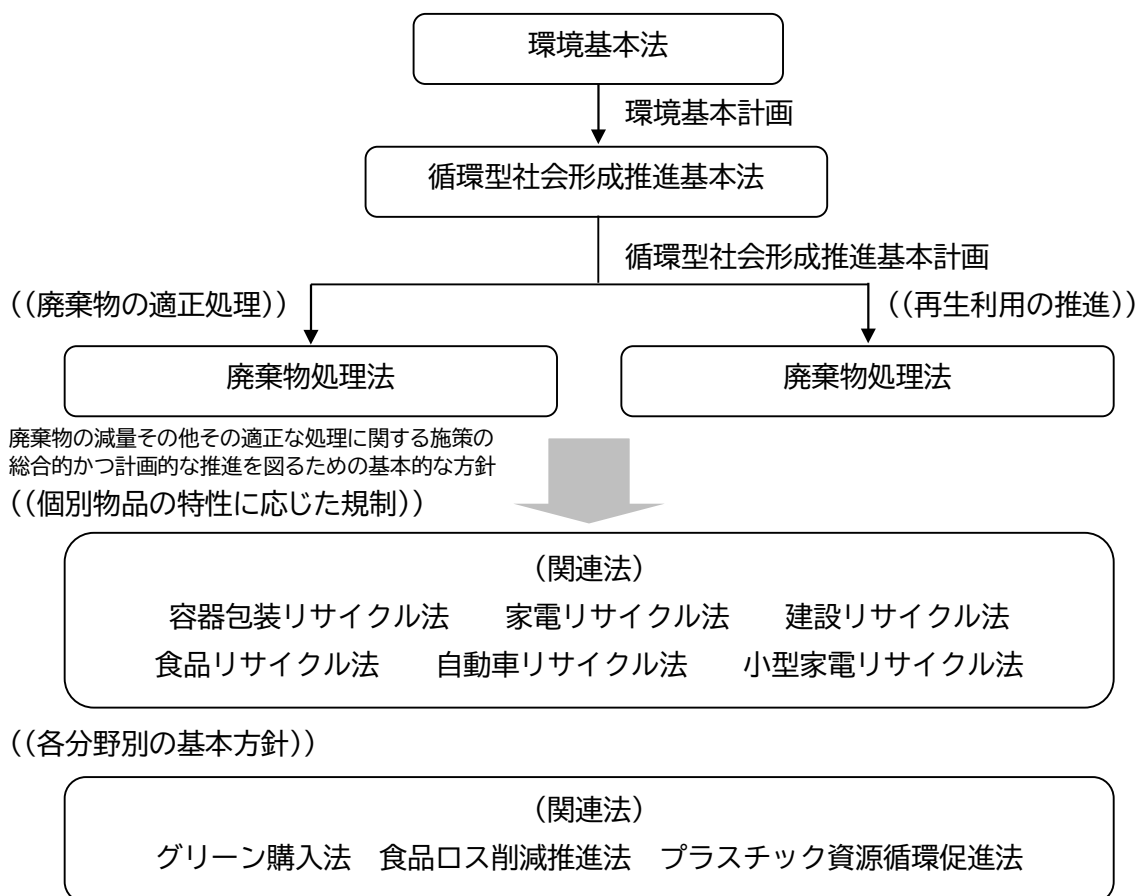 環境基本法
環境基本計画
循環型社会形成推進基本法
循環型社会形成推進基本計画
((廃棄物の適正処理)) ((再生利用の推進))
廃棄物処理法 廃棄物処理法
廃棄物の減量その他その適正な処理に関する施策の
総合的かつ計画的な推進を図るための基本的な方針
((個別物品の特性に応じた規制))
(関連法)
容器包装リサイクル法 家電リサイクル法 建設リサイクル法
食品リサイクル法 自動車リサイクル法 小型家電リサイクル法
((各分野別の基本方針))
(関連法)
グリーン購入法 食品ロス削減推進法 プラスチック資源循環促進法